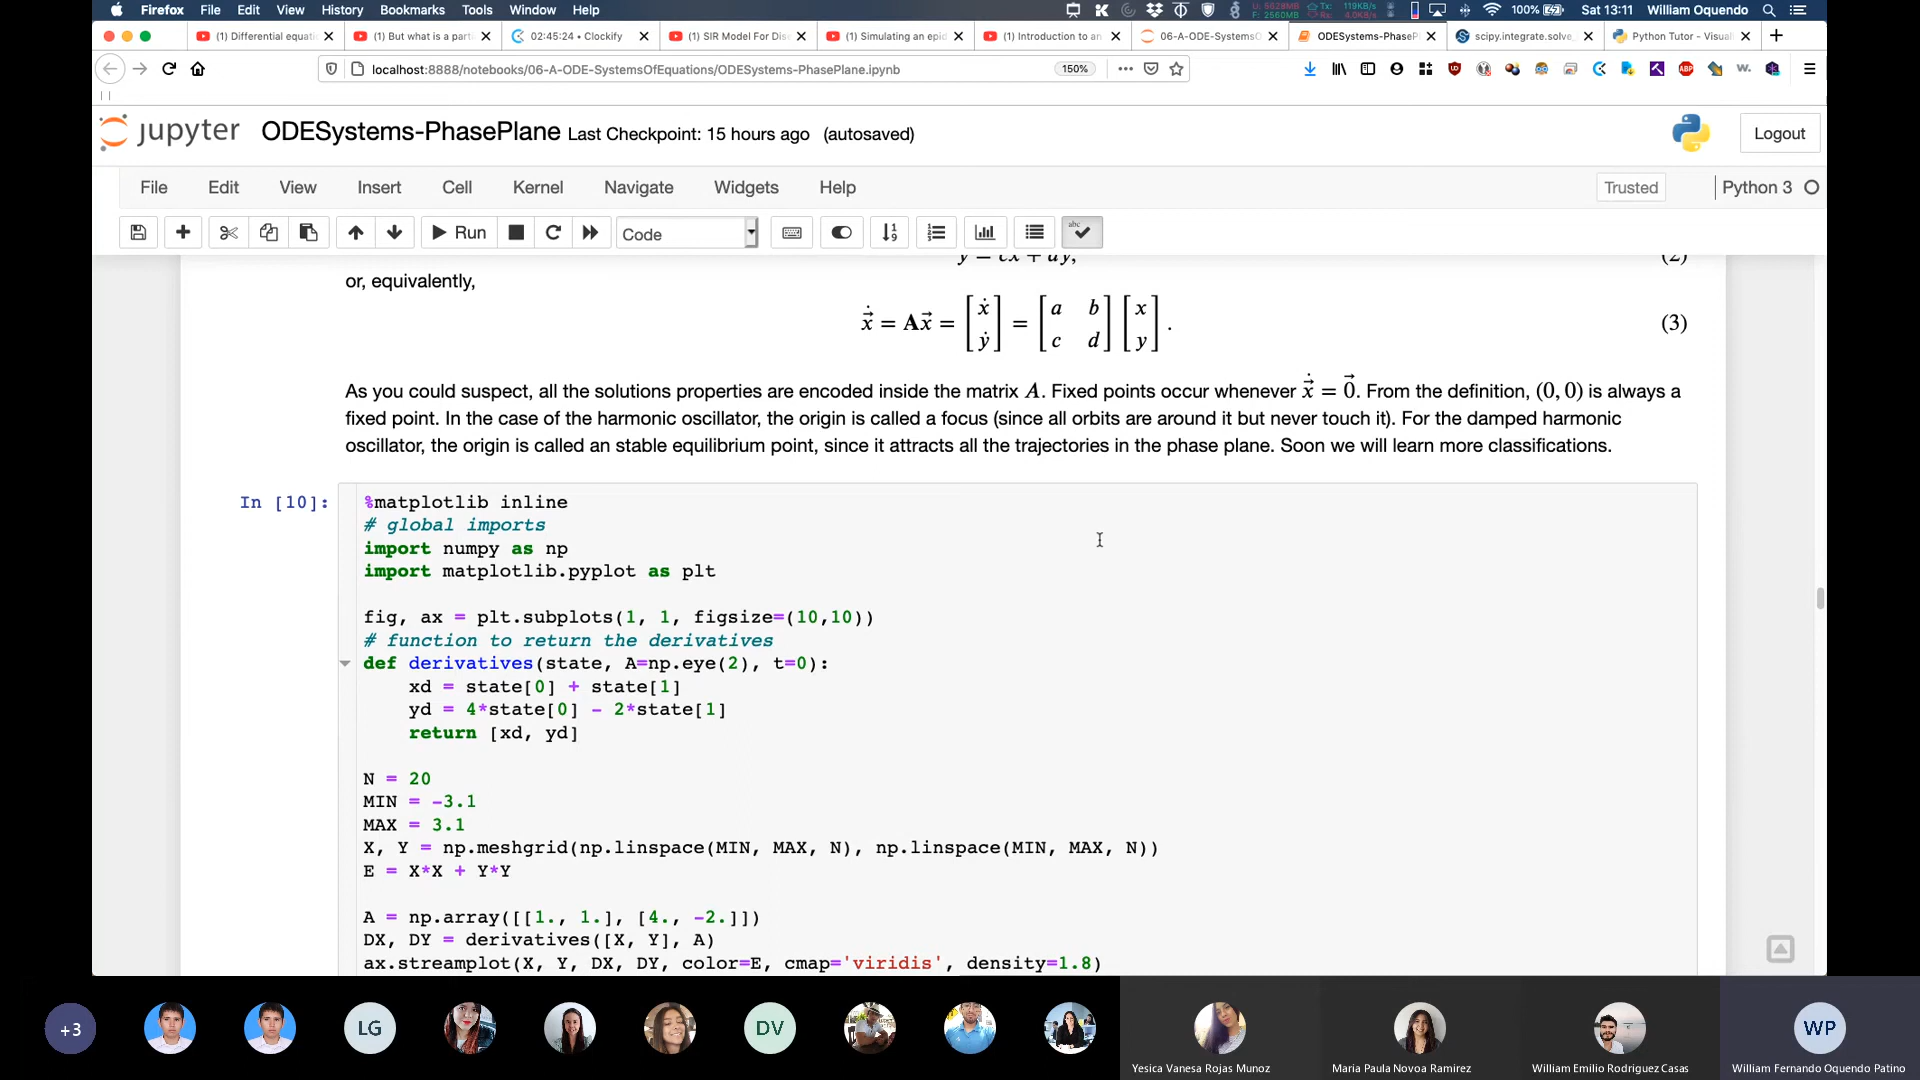 Firefox File Edit View History Bookmarks Tools Window Help
U: 5628MB
F: 2560MB
Tx: 119KB/s
Rx: 4.0KB/s
100% Sat 13:11 William Oquendo
(1) Differential equati
(1) But what is a parti
02:45:24 • Clockify
(1) SIR Model For Dis
(1) Simulating an epid
(1) Introduction to an
06-A-ODE-SystemsO
ODESystems-PhaseP
scipy.integrate.solve_
Python Tutor - Visuali
localhost:8888/notebooks/06-A-ODE-SystemsOfEquations/ODESystems-PhasePlane.ipynb 150%
ABP
w.
jupyter ODESystems-PhasePlane Last Checkpoint: 15 hours ago (autosaved)
Logout
File Edit View Insert Cell Kernel Navigate Widgets Help
Trusted Python 3
Run Code
abc
ẏ = cx + dy, (2)
or, equivalently,
ẋ⃗ = Ax⃗ = [ẋ ẏ] = [a b c d] [x y] . (3)
As you could suspect, all the solutions properties are encoded inside the matrix A. Fixed points occur whenever ẋ⃗ = 0⃗. From the definition, (0, 0) is always a
fixed point. In the case of the harmonic oscillator, the origin is called a focus (since all orbits are around it but never touch it). For the damped harmonic
oscillator, the origin is called an stable equilibrium point, since it attracts all the trajectories in the phase plane. Soon we will learn more classifications.
In [10]:
%matplotlib inline
# global imports
import numpy as np
import matplotlib.pyplot as plt
fig, ax = plt.subplots(1, 1, figsize=(10,10))
# function to return the derivatives
def derivatives(state, A=np.eye(2), t=0):
xd = state[0] + state[1]
yd = 4*state[0] - 2*state[1]
return [xd, yd]
N = 20
MIN = -3.1
MAX = 3.1
X, Y = np.meshgrid(np.linspace(MIN, MAX, N), np.linspace(MIN, MAX, N))
E = X*X + Y*Y
A = np.array([[1., 1.], [4., -2.]])
DX, DY = derivatives([X, Y], A)
ax.streamplot(X, Y, DX, DY, color=E, cmap='viridis', density=1.8)
+3
LG
DV
WP
Yesica Vanesa Rojas Munoz
Maria Paula Novoa Ramirez
William Emilio Rodriguez Casas
William Fernando Oquendo Patino